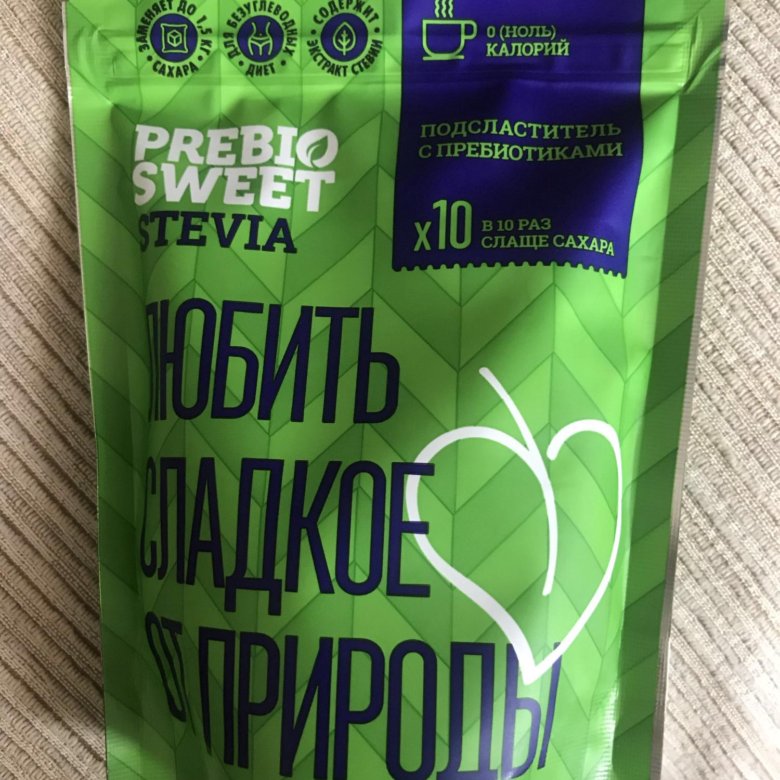 ЗАМЕНЯЕТ ДО 1,5 КГ
САХАРА
ДЛЯ БЕЗУГЛЕВОДНЫХ
ДИЕТ
СОДЕРЖИТ
ЭКСТРАКТ СТЕВИИ
0 (НОЛЬ)
КАЛОРИЙ
PREBIO
SWEET
STEVIA
ПОДСЛАСТИТЕЛЬ
С ПРЕБИОТИКАМИ
x10 В 10 РАЗ
СЛАЩЕ САХАРА
ЛЮБИТЬ
СЛАДКОЕ
ОТ ПРИРОДЫ